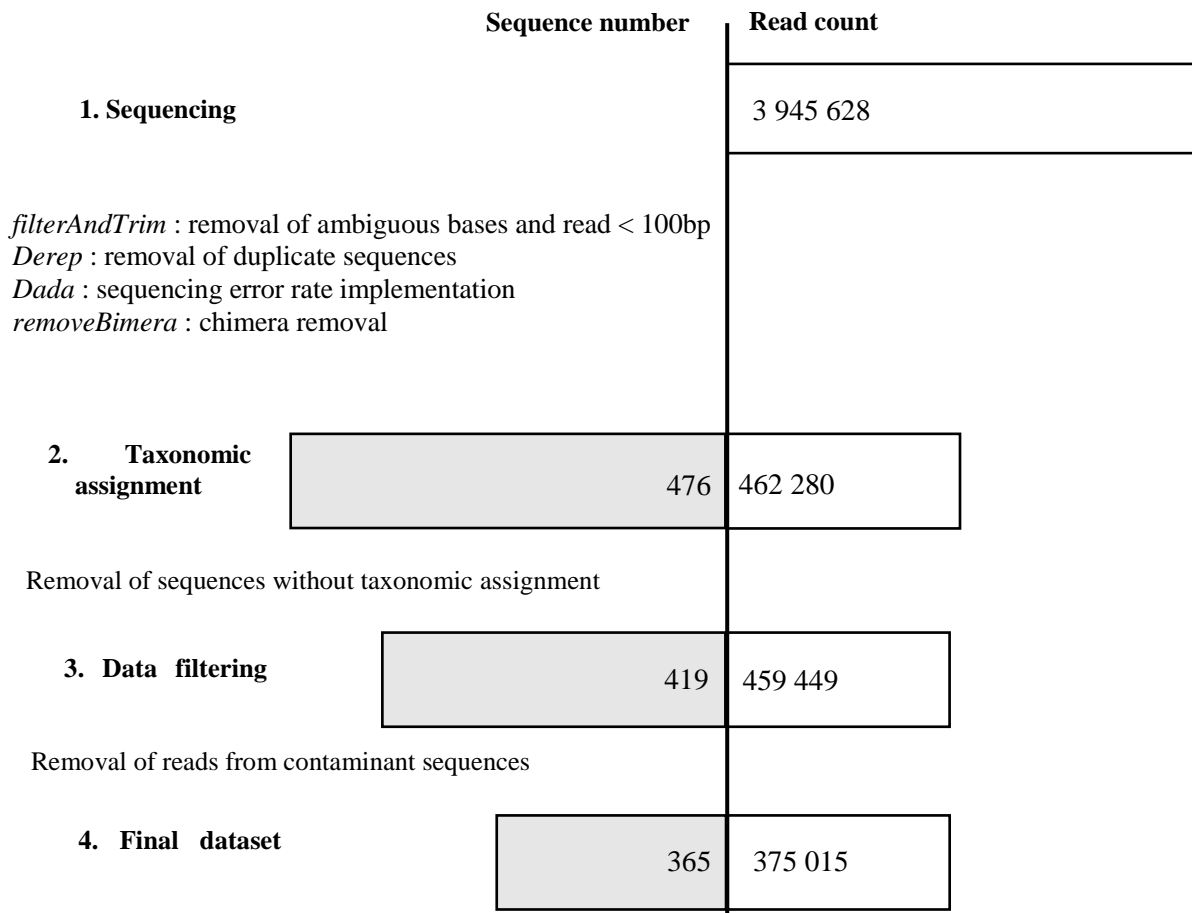 Sequence number Read count
1. Sequencing 3 945 628
filterAndTrim : removal of ambiguous bases and read < 100bp
Derep : removal of duplicate sequences
Dada : sequencing error rate implementation
removeBimera : chimera removal
2. Taxonomic
assignment
476 462 280
Removal of sequences without taxonomic assignment
3. Data filtering
419 459 449
Removal of reads from contaminant sequences
4. Final dataset
365 375 015